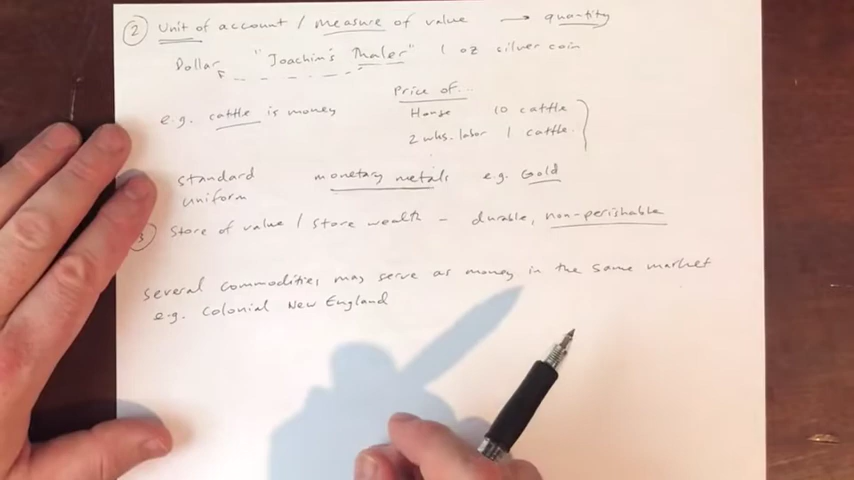 ② Unit of account / measure of value → quantity
Dollar "Joachim's Thaler" 1 oz silver coin
Price of...
e.g. cattle is money House 10 cattle
2 wks. labor 1 cattle
standard monetary metals e.g. Gold
uniform
③ Store of value / store wealth - durable, non-perishable
Several commodities may serve as money in the same market
e.g. Colonial New England